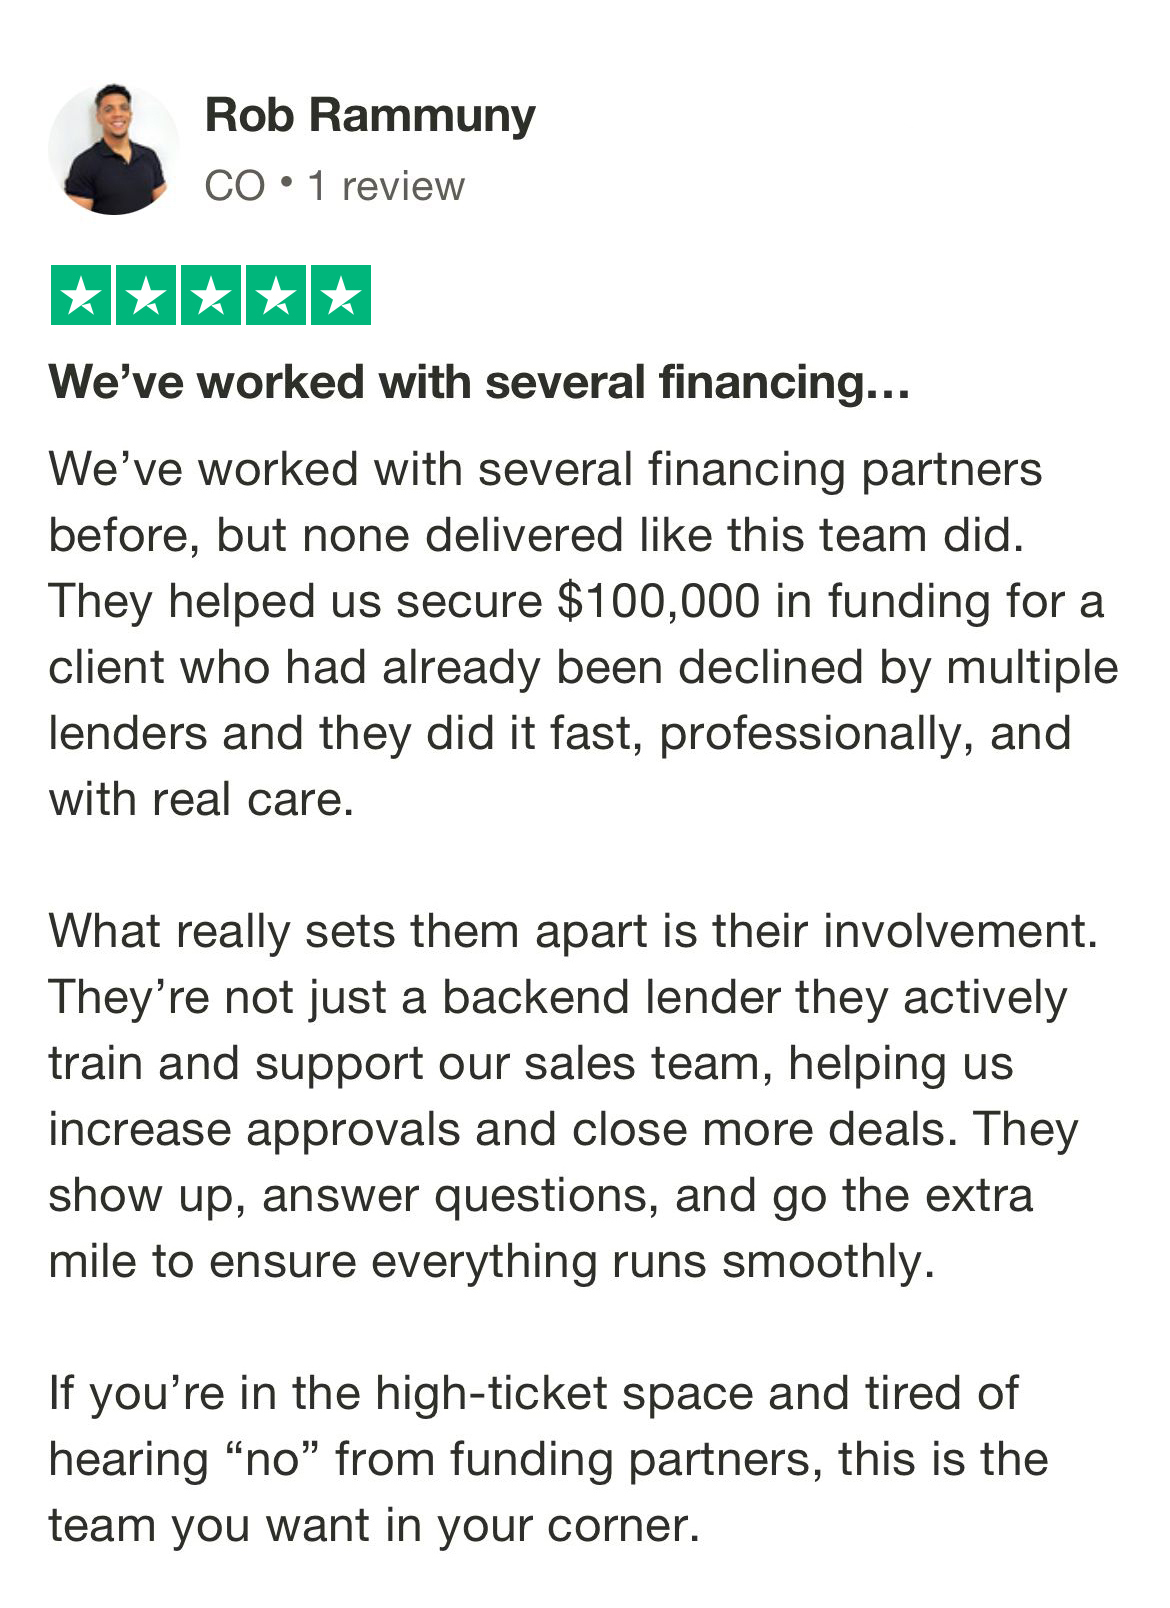 Rob Rammuny
CO • 1 review
We’ve worked with several financing...
We’ve worked with several financing partners
before, but none delivered like this team did.
They helped us secure $100,000 in funding for a
client who had already been declined by multiple
lenders and they did it fast, professionally, and
with real care.
What really sets them apart is their involvement.
They’re not just a backend lender they actively
train and support our sales team, helping us
increase approvals and close more deals. They
show up, answer questions, and go the extra
mile to ensure everything runs smoothly.
If you’re in the high-ticket space and tired of
hearing “no” from funding partners, this is the
team you want in your corner.